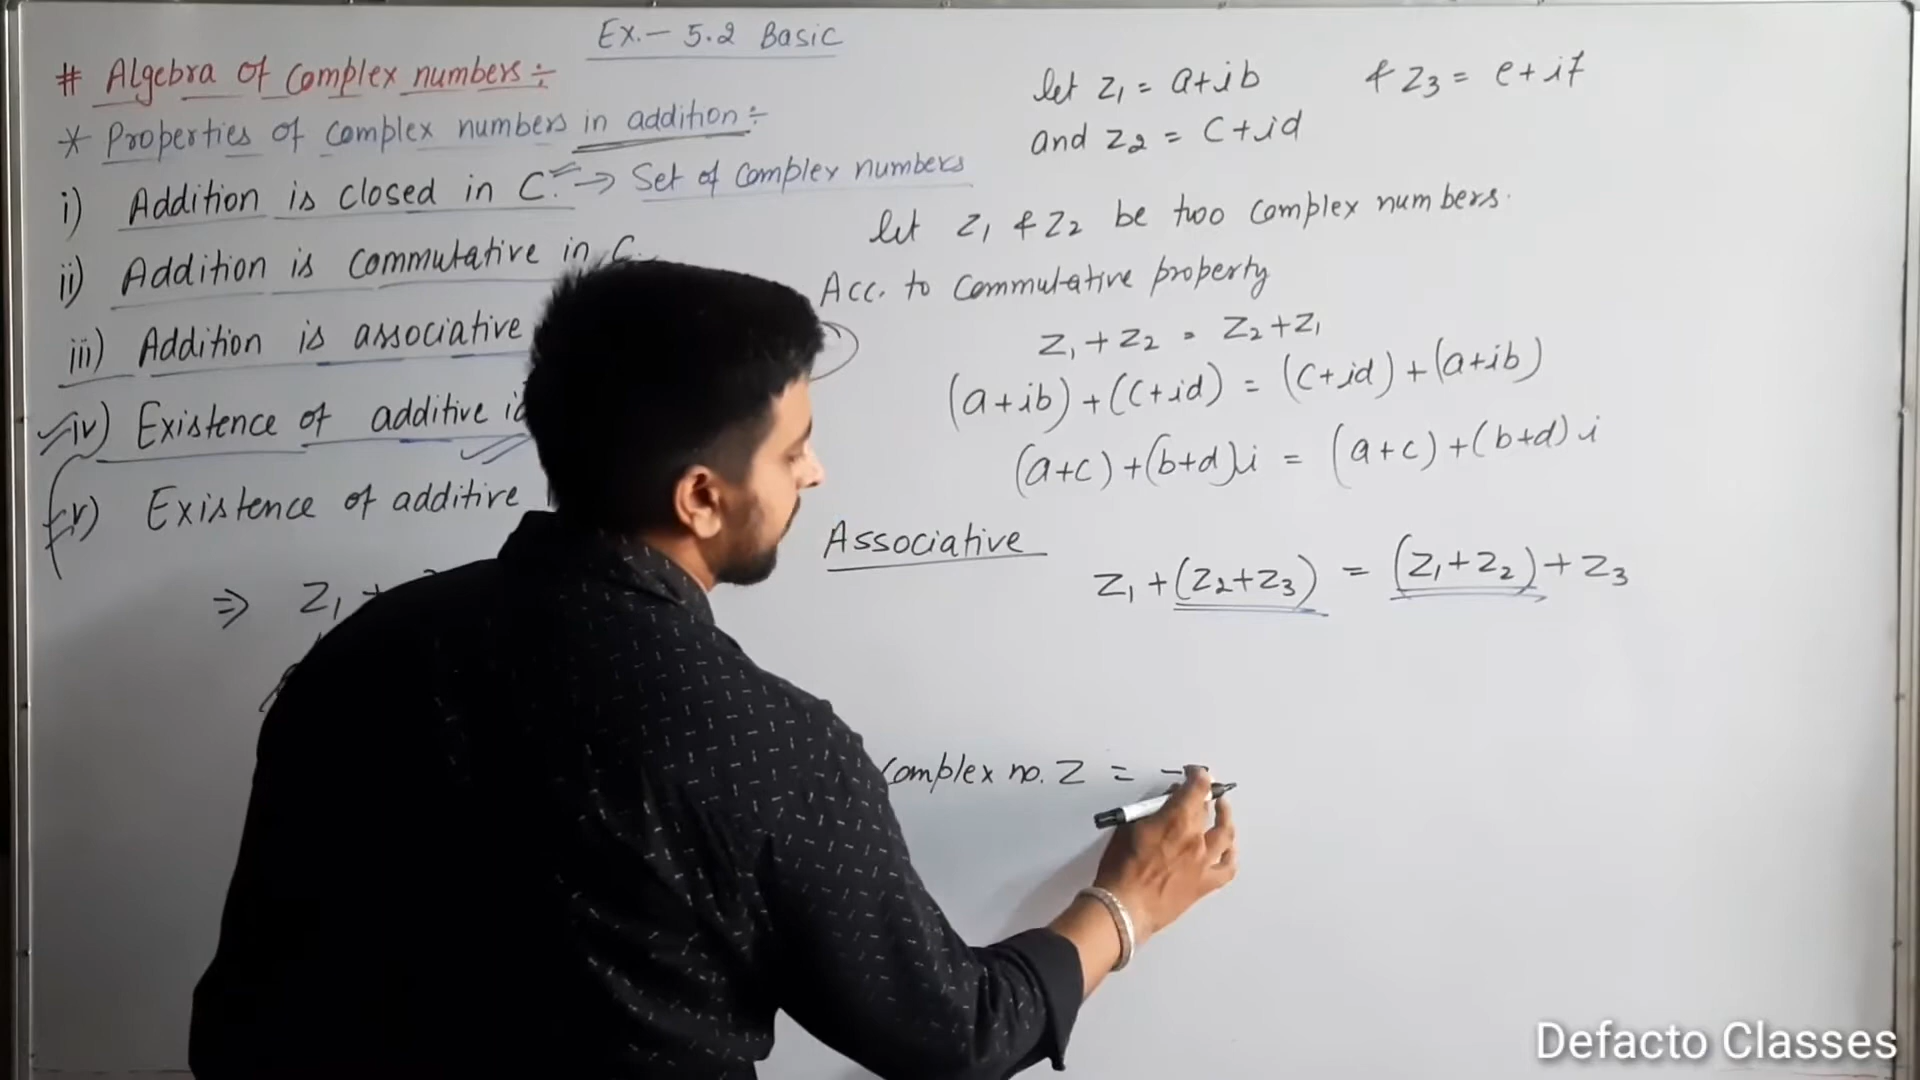 Ex.- 5.2 Basic
# Algebra of Complex numbers ÷
* Properties of complex numbers in addition ÷
i) Addition is closed in C. → Set of complex numbers
ii) Addition is commutative in C.
iii) Addition is associative
iv) Existence of additive
v) Existence of additive
⇒ Z₁ +
let Z₁ = a+ib & Z₃ = e+if
and Z₂ = C+id
let Z₁ & Z₂ be two complex numbers.
Acc. to commutative property
Z₁ + Z₂ = Z₂ + Z₁
(a+ib) + (c+id) = (c+id) + (a+ib)
(a+c) + (b+d)i = (a+c) + (b+d)i
Associative
Z₁ + (Z₂+Z₃) = (Z₁+Z₂) + Z₃
Complex no. Z = -
Defacto Classes